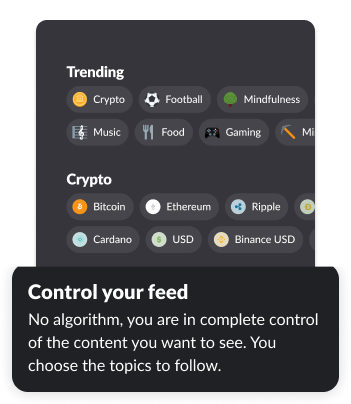 Trending
Crypto Football Mindfulness
Music Food Gaming
Crypto
Bitcoin Ethereum Ripple
Cardano USD Binance USD
Control your feed
No algorithm, you are in complete control
of the content you want to see. You
choose the topics to follow.